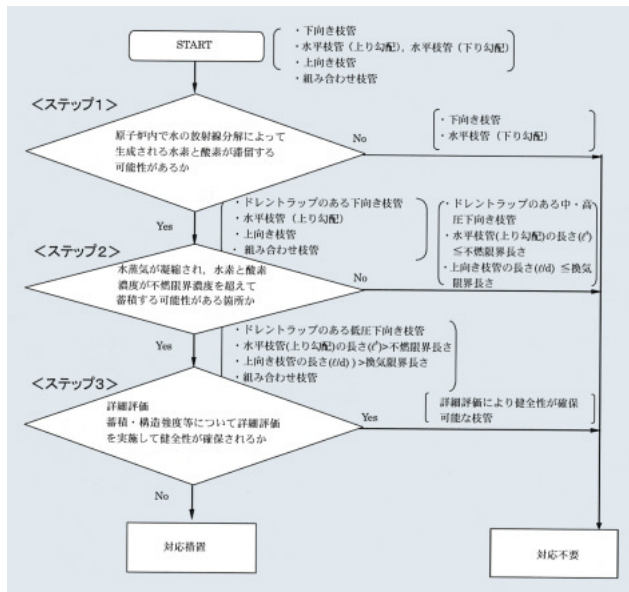 START
・下向き枝管
・水平枝管（上り勾配），水平枝管（下り勾配）
・上向き枝管
・組み合わせ枝管
＜ステップ1＞
原子炉内で水の放射線分解によって
生成される水素と酸素が滞留する
可能性があるか
No
・下向き枝管
・水平枝管（下り勾配）
Yes
・ドレントラップのある下向き枝管
・水平枝管（上り勾配）
・上向き枝管
・組み合わせ枝管
＜ステップ2＞
水蒸気が凝縮され，水素と酸素
濃度が不燃限界濃度を超えて
蓄積する可能性がある箇所か
No
・ドレントラップのある中・高
圧下向き枝管
・水平枝管(上り勾配)の長さ
≦不燃限界長さ
・上向き枝管の長さ(ℓ/d) ≦換気
限界長さ
Yes
・ドレントラップのある低圧下向き枝管
・水平枝管(上り勾配)の長さ >不燃限界長さ
・上向き枝管の長さ(ℓ/d) ) >換気限界長さ
・組み合わせ枝管
＜ステップ3＞
詳細評価
蓄積・構造強度等について詳細評価
を実施して健全性が確保されるか
Yes
詳細評価により健全性が確保
可能な枝管
No
対応措置
対応不要